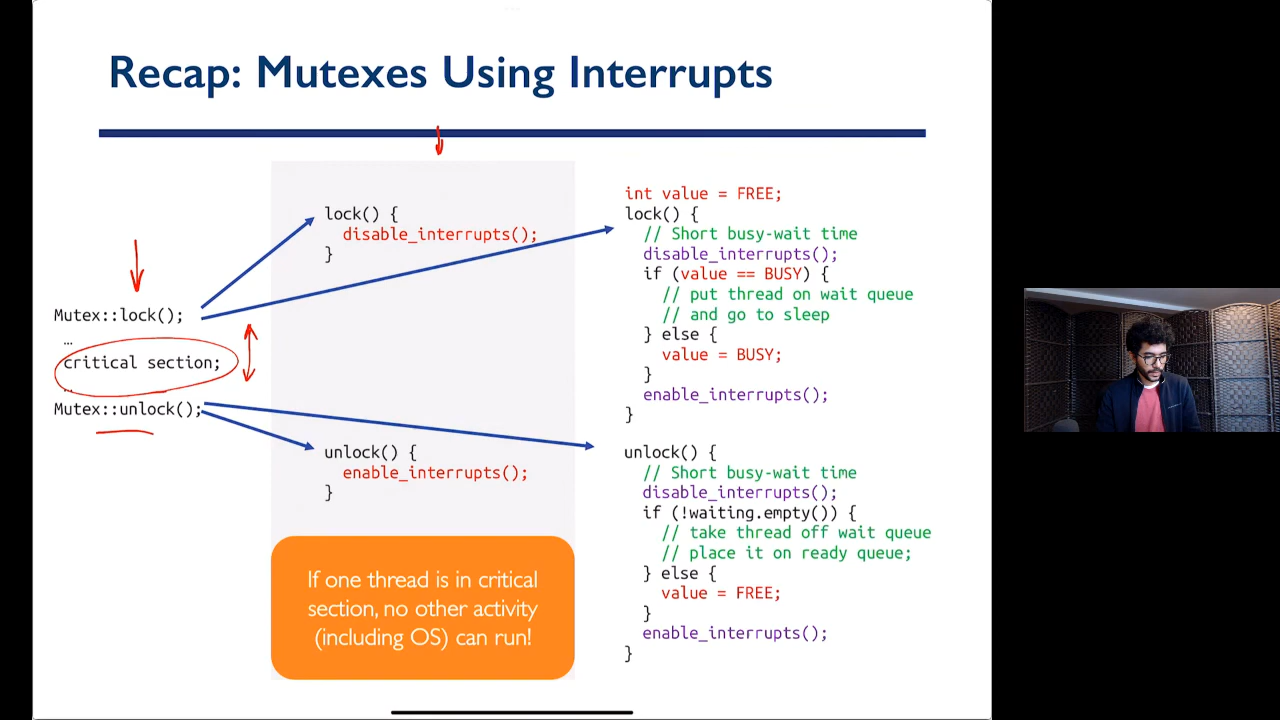 Recap: Mutexes Using Interrupts
Mutex::lock();
…
critical section;
…
Mutex::unlock();
lock() {
disable_interrupts();
}
unlock() {
enable_interrupts();
}
If one thread is in critical
section, no other activity
(including OS) can run!
int value = FREE;
lock() {
// Short busy-wait time
disable_interrupts();
if (value == BUSY) {
// put thread on wait queue
// and go to sleep
} else {
value = BUSY;
}
enable_interrupts();
}
unlock() {
// Short busy-wait time
disable_interrupts();
if (!waiting.empty()) {
// take thread off wait queue
// place it on ready queue;
} else {
value = FREE;
}
enable_interrupts();
}